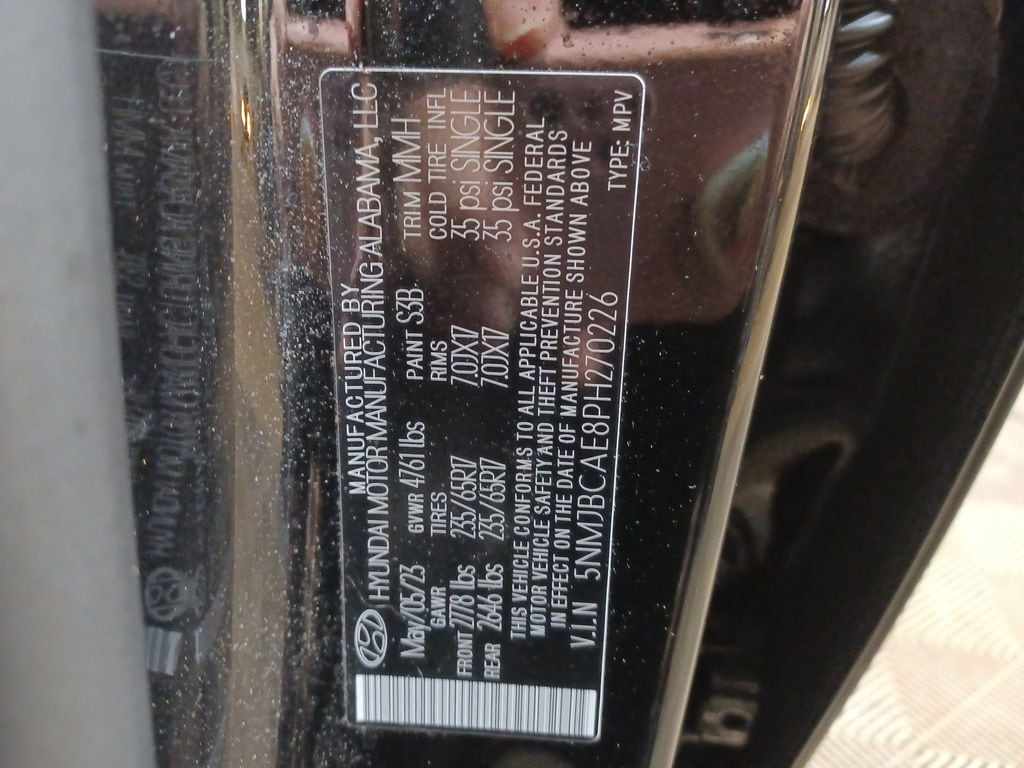 MANUFACTURED BY
HYUNDAI MOTOR MANUFACTURING ALABAMA, LLC
May/05/23 GVWR 4761 lbs PAINT S3B TRIM MMH
GAWR TIRES RIMS COLD TIRE INFL
FRONT 2778 lbs 235/65R17 7.0JX17 35 psi SINGLE
REAR 2646 lbs 235/65R17 7.0JX17 35 psi SINGLE
THIS VEHICLE CONFORMS TO ALL APPLICABLE U.S.A. FEDERAL
MOTOR VEHICLE SAFETY AND THEFT PREVENTION STANDARDS
IN EFFECT ON THE DATE OF MANUFACTURE SHOWN ABOVE
V.I.N 5NMJBCAE8PH270226 TYPE: MPV